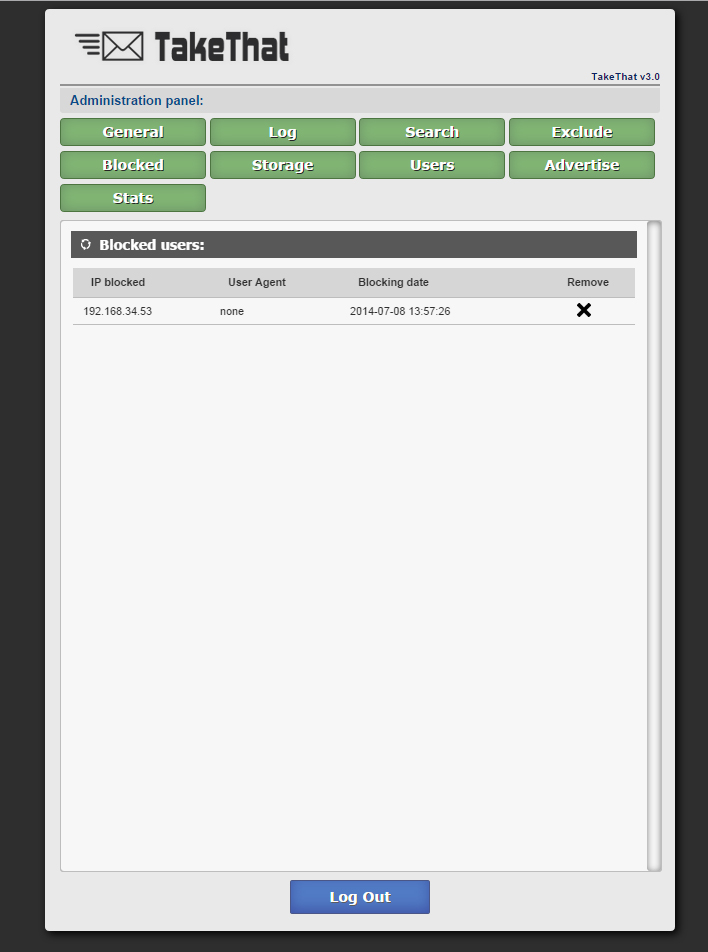 TakeThat
TakeThat v3.0
Administration panel:
General Log Search Exclude
Blocked Storage Users Advertise
Stats
Blocked users:
IP blocked User Agent Blocking date Remove
192.168.34.53 none 2014-07-08 13:57:26
Log Out